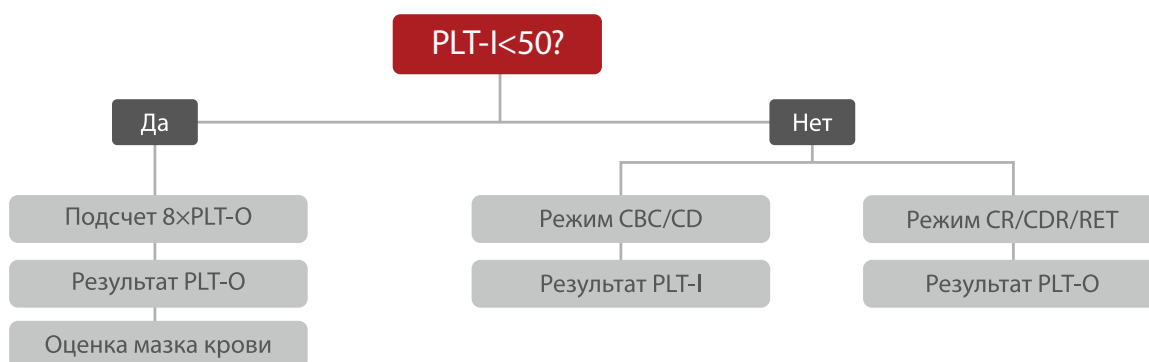 PLT-I<50?
Да
Нет
Подсчет 8×PLT-O
Режим CBC/CD
Режим CR/CDR/RET
Результат PLT-O
Результат PLT-I
Результат PLT-O
Оценка мазка крови